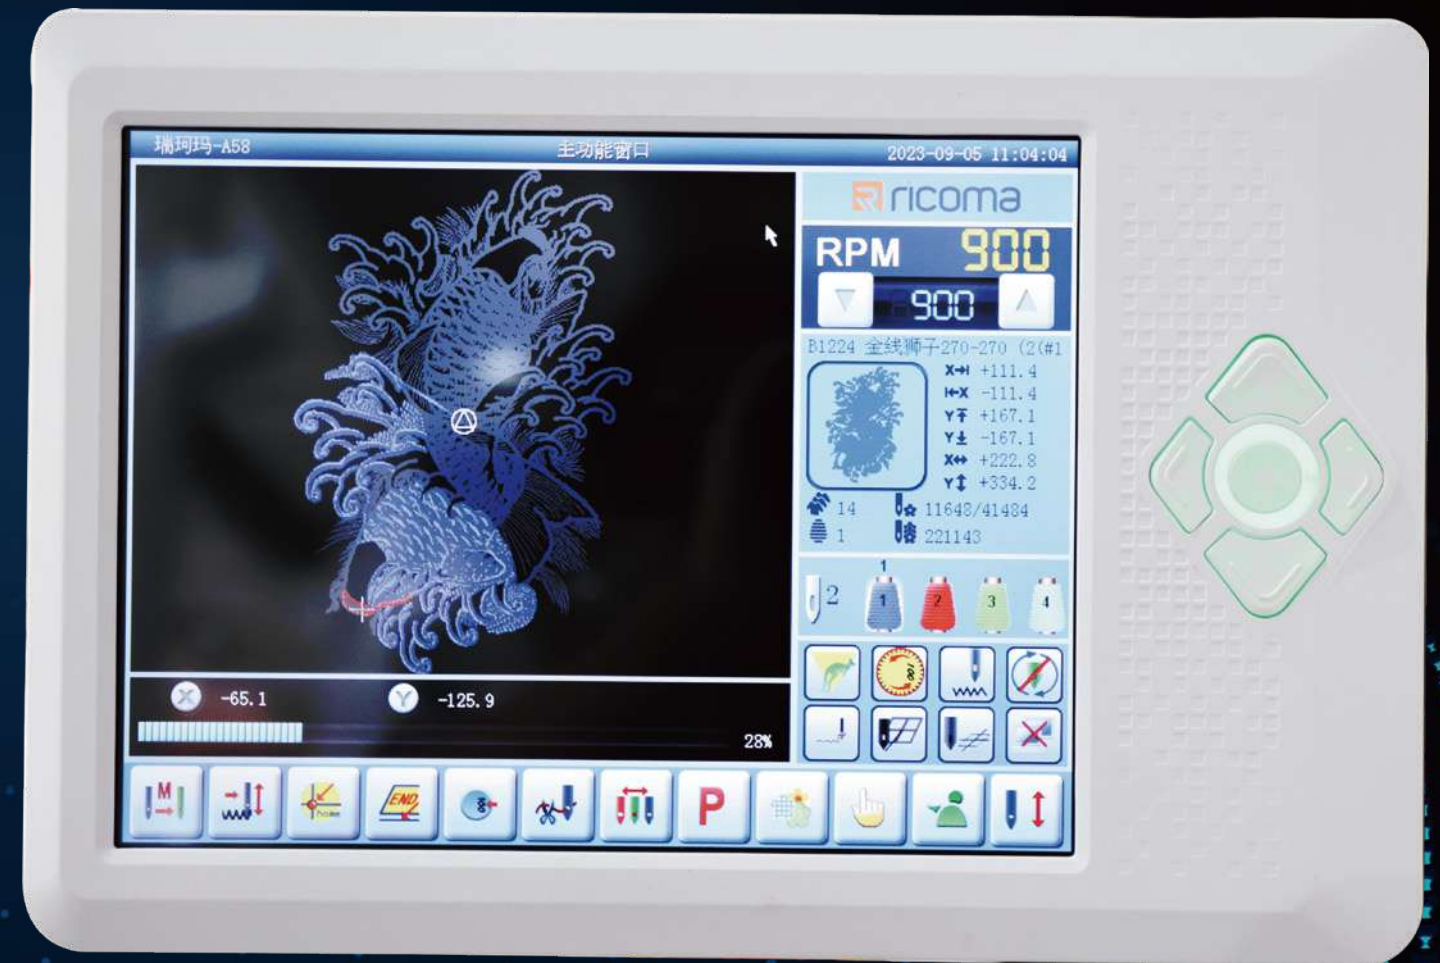 瑞珂玛-A58
主功能窗口
2023-09-05 11:04:04
ricoma
RPM 900
900
B1224 金线狮子270-270 (2(#1
X +111.4
X -111.4
Y +167.1
Y -167.1
X +222.8
Y +334.2
14 11648/41484
1 221143
1
2 1 2 3 4
100
X -65.1 Y -125.9
28%
M
home
END
P